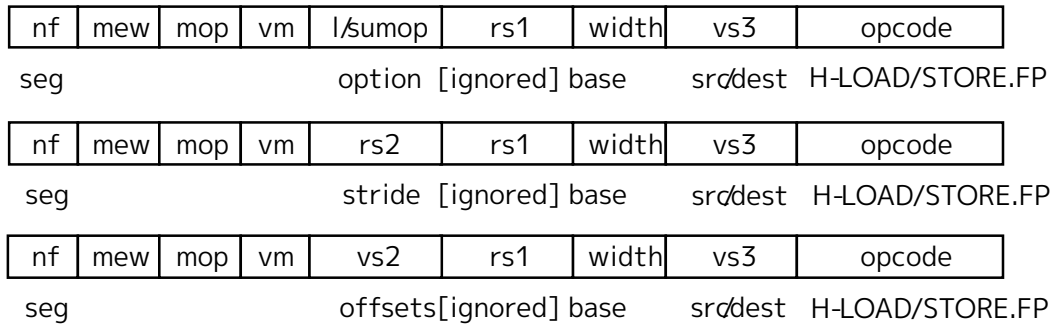 nf mew mop vm l/sumop rs1 width vs3 opcode
seg option [ignored] base src/dest H-LOAD/STORE.FP
nf mew mop vm rs2 rs1 width vs3 opcode
seg stride [ignored] base src/dest H-LOAD/STORE.FP
nf mew mop vm vs2 rs1 width vs3 opcode
seg offsets[ignored] base src/dest H-LOAD/STORE.FP